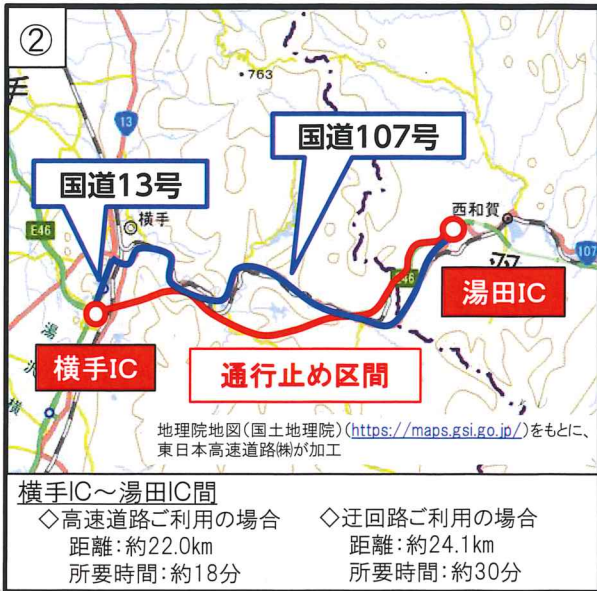 ②
・763
13
国道107号
国道13号
横手
西和賀
E46
E46
107
湯田IC
湯
沢
横
横手IC
通行止め区間
地理院地図(国土地理院)(https://maps.gsi.go.jp/)をもとに、
東日本高速道路㈱が加工
横手IC～湯田IC間
◇高速道路ご利用の場合
距離:約22.0km
所要時間:約18分
◇迂回路ご利用の場合
距離:約24.1km
所要時間:約30分